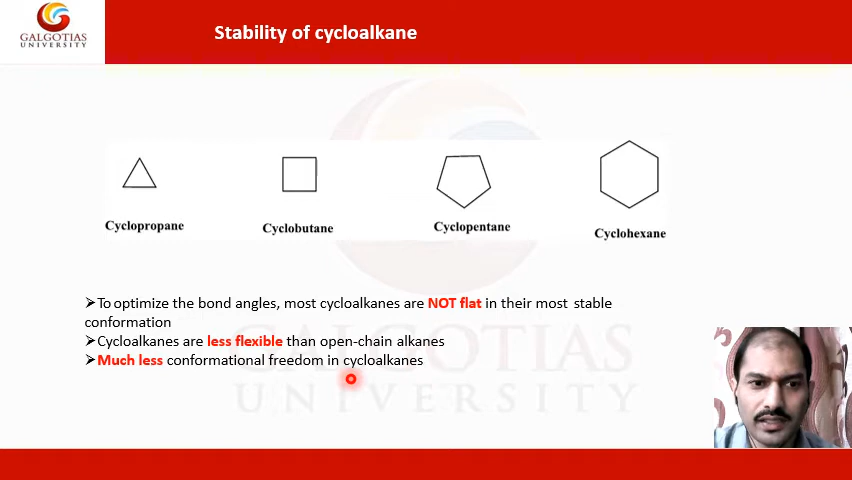 GALGOTIAS
UNIVERSITY
Stability of cycloalkane
Cyclopropane
Cyclobutane
Cyclopentane
Cyclohexane
➢To optimize the bond angles, most cycloalkanes are NOT flat in their most stable
conformation
➢Cycloalkanes are less flexible than open-chain alkanes
➢Much less conformational freedom in cycloalkanes
GALGOTIAS
UNIVERSITY